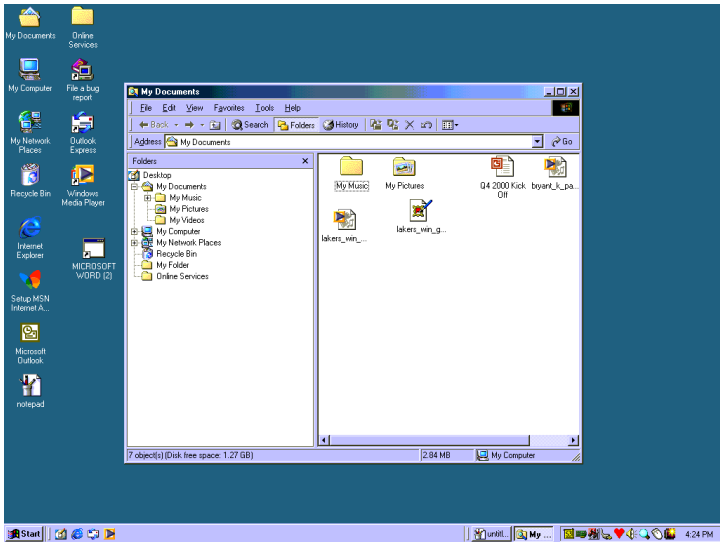 My Documents
Online
Services
My Computer
File a bug
report
My Network
Places
Outlook
Express
Recycle Bin
Windows
Media Player
Internet
Explorer
MICROSOFT
WORD (2)
Setup MSN
Internet A...
Microsoft
Outlook
notepad
My Documents
File Edit View Favorites Tools Help
Back Search Folders History
Address My Documents Go
Folders
Desktop
My Documents
My Music
My Pictures
My Videos
My Computer
My Network Places
Recycle Bin
My Folder
Online Services
My Music
My Pictures
Q4 2000 Kick
Off
bryant_k_pa...
lakers_win_...
lakers_win_g...
7 object(s) (Disk free space: 1.27 GB) 2.84 MB My Computer
Start untitl... My ... 4:24 PM